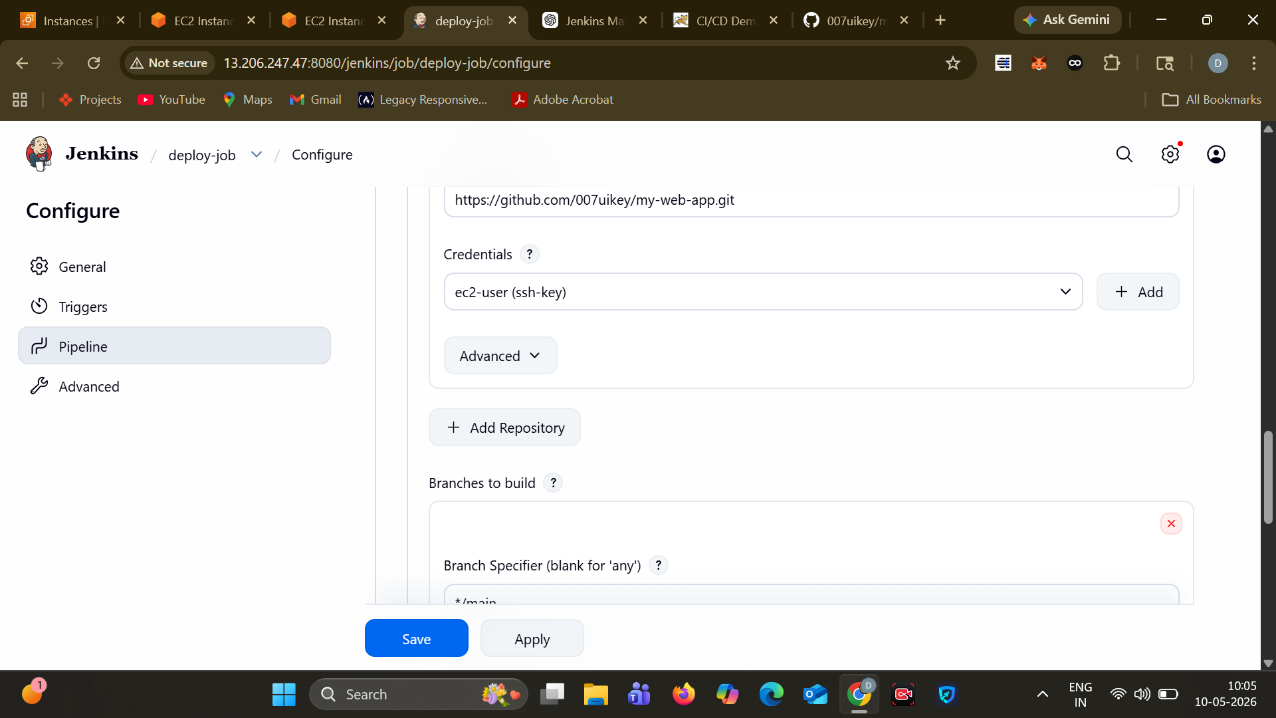 Instances
EC2 Instan
EC2 Instan
deploy-job
Jenkins Ma
CI/CD Dem
007uikey/m
Ask Gemini
Not secure
13.206.247.47:8080/jenkins/job/deploy-job/configure
D
Projects
YouTube
Maps
Gmail
Legacy Responsive...
Adobe Acrobat
All Bookmarks
Jenkins / deploy-job / Configure
Configure
General
Triggers
Pipeline
Advanced
https://github.com/007uikey/my-web-app.git
Credentials ?
ec2-user (ssh-key)
+ Add
Advanced
+ Add Repository
Branches to build ?
Branch Specifier (blank for 'any') ?
*/main
Save
Apply
1
Search
D
ENG
IN
10:05
10-05-2026